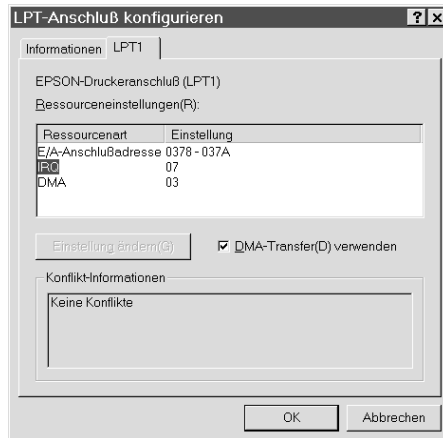 LPT-Anschluß konfigurieren
Informationen LPT1
EPSON-Druckeranschluß (LPT1)
Ressourceneinstellungen(R):
Ressourcenart Einstellung
E/A-Anschlußadresse 0378 - 037A
IRQ 07
DMA 03
Einstellung ändern(G) DMA-Transfer(D) verwenden
Konflikt-Informationen
Keine Konflikte
OK Abbrechen